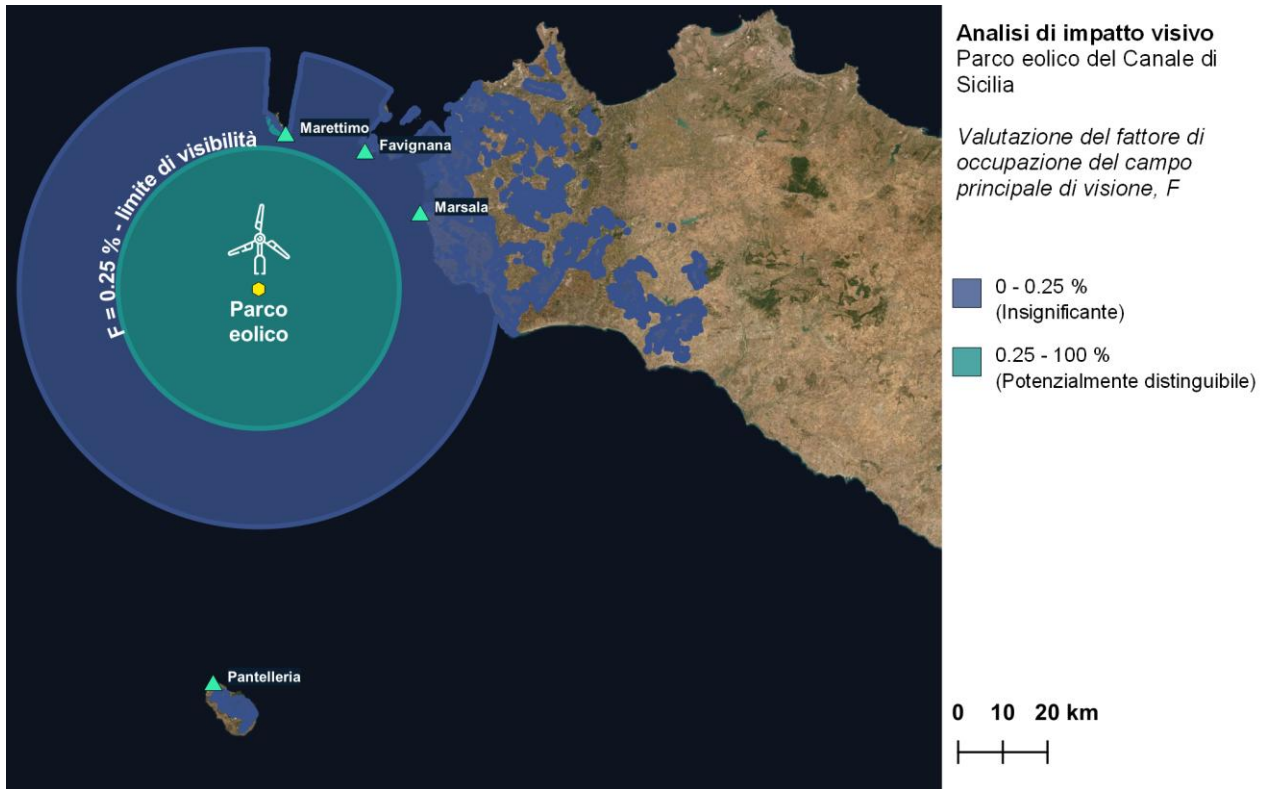 Analisi di impatto visivo
Parco eolico del Canale di
Sicilia
Valutazione del fattore di
occupazione del campo
principale di visione, F
0 - 0.25 %
(Insignificante)
0.25 - 100 %
(Potenzialmente distinguibile)
0 10 20 km
F = 0.25 % - limite di visibilità
Marettimo
Favignana
Marsala
Parco
eolico
Pantelleria